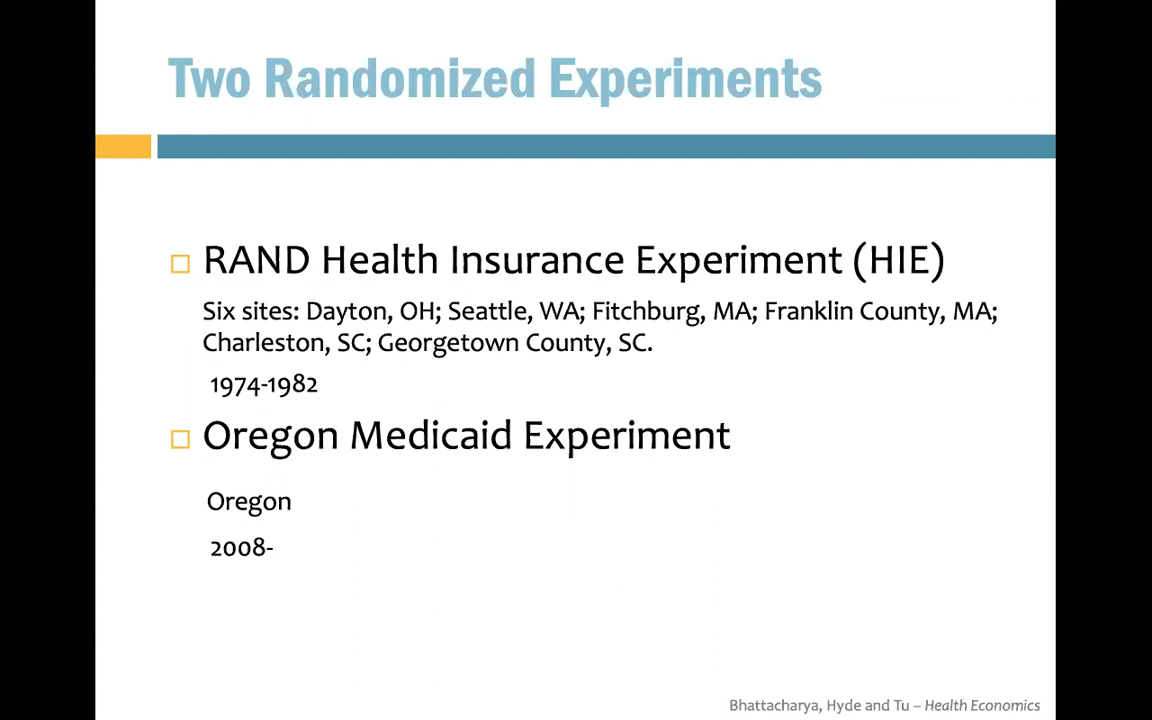 Two Randomized Experiments
RAND Health Insurance Experiment (HIE)
Six sites: Dayton, OH; Seattle, WA; Fitchburg, MA; Franklin County, MA;
Charleston, SC; Georgetown County, SC.
1974-1982
Oregon Medicaid Experiment
Oregon
2008-
Bhattacharya, Hyde and Tu – Health Economics